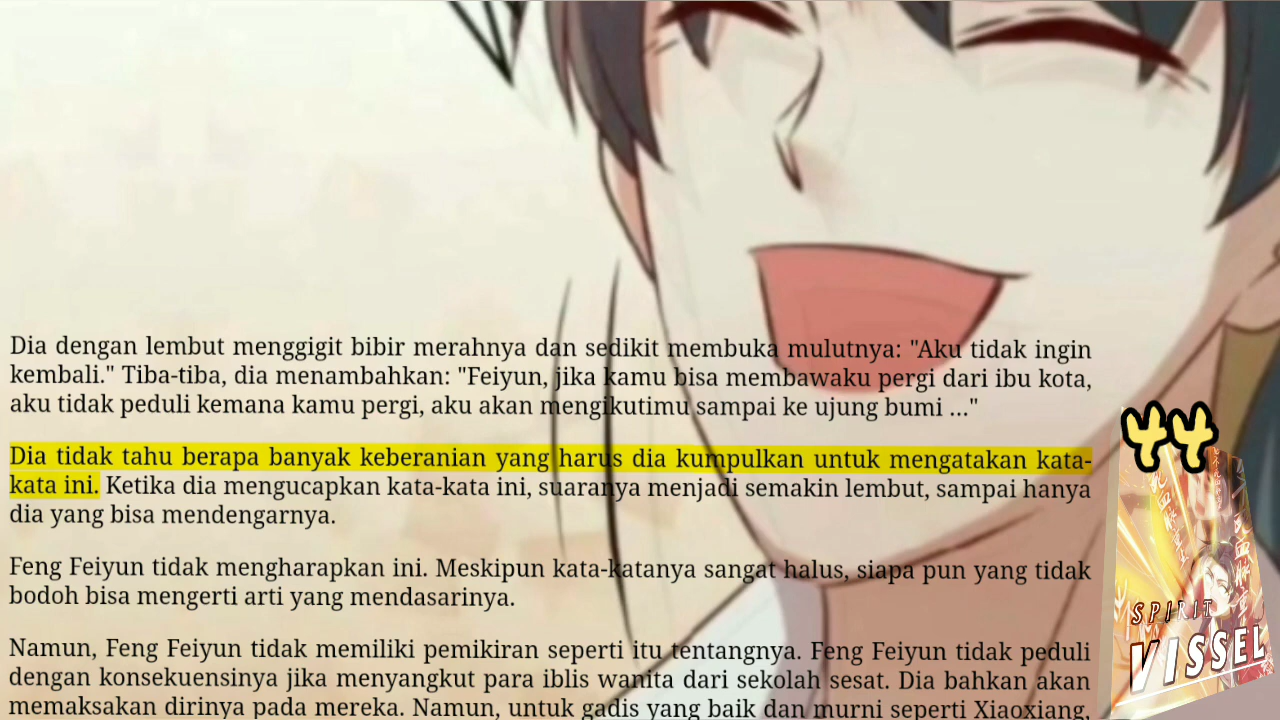 Dia dengan lembut menggigit bibir merahnya dan sedikit membuka mulutnya: "Aku tidak ingin
kembali." Tiba-tiba, dia menambahkan: "Feiyun, jika kamu bisa membawaku pergi dari ibu kota,
aku tidak peduli kemana kamu pergi, aku akan mengikutimu sampai ke ujung bumi ..."
Dia tidak tahu berapa banyak keberanian yang harus dia kumpulkan untuk mengatakan kata-
kata ini. Ketika dia mengucapkan kata-kata ini, suaranya menjadi semakin lembut, sampai hanya
dia yang bisa mendengarnya.
Feng Feiyun tidak mengharapkan ini. Meskipun kata-katanya sangat halus, siapa pun yang tidak
bodoh bisa mengerti arti yang mendasarinya.
Namun, Feng Feiyun tidak memiliki pemikiran seperti itu tentangnya. Feng Feiyun tidak peduli
dengan konsekuensinya jika menyangkut para iblis wanita dari sekolah sesat. Dia bahkan akan
memaksakan dirinya pada mereka. Namun, untuk gadis yang baik dan murni seperti Xiaoxiang,
44
SPIRIT
VISSEL